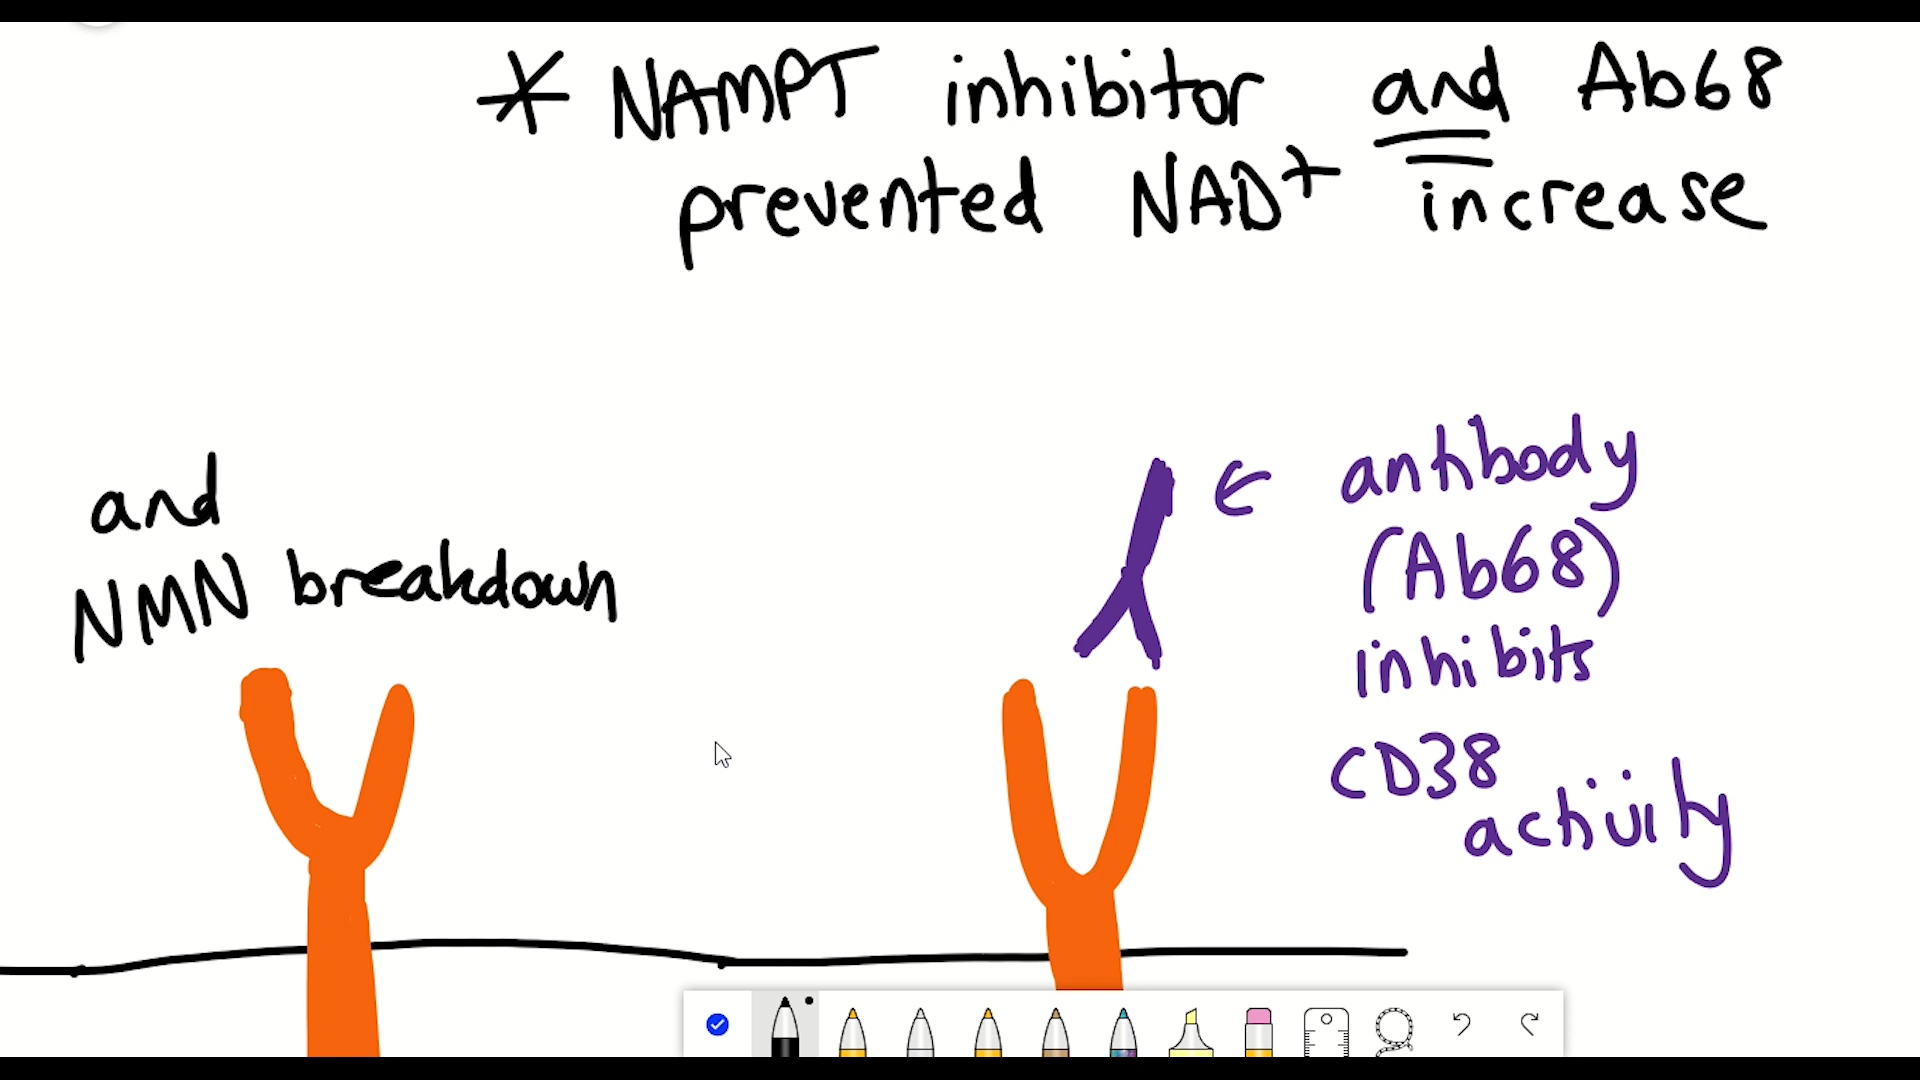 * NAMPT inhibitor and Ab68
prevented NAD+ increase
and
NMN breakdown
antibody
(Ab68)
inhibits
CD38
activity